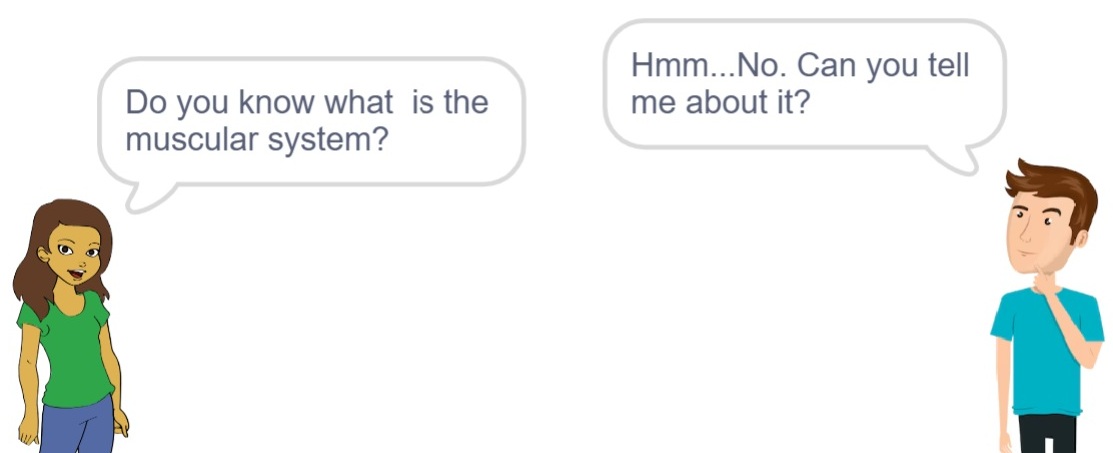 Do you know what  is the
muscular system?
Hmm...No. Can you tell
me about it?